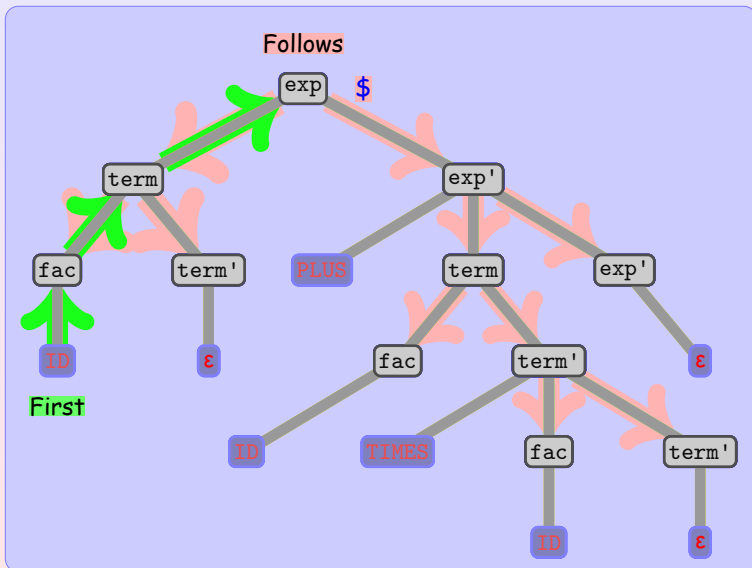 Follows
exp $
term exp'
fac term' PLUS term exp'
ID ε fac term' ε
First
ID TIMES fac term'
ID ε